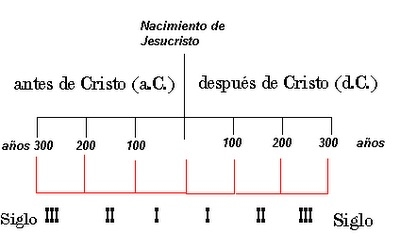 Nacimiento de
Jesucristo
antes de Cristo (a.C.) después de Cristo (d.C.)
años 300 200 100 100 200 300 años
Siglo III II I I II III Siglo